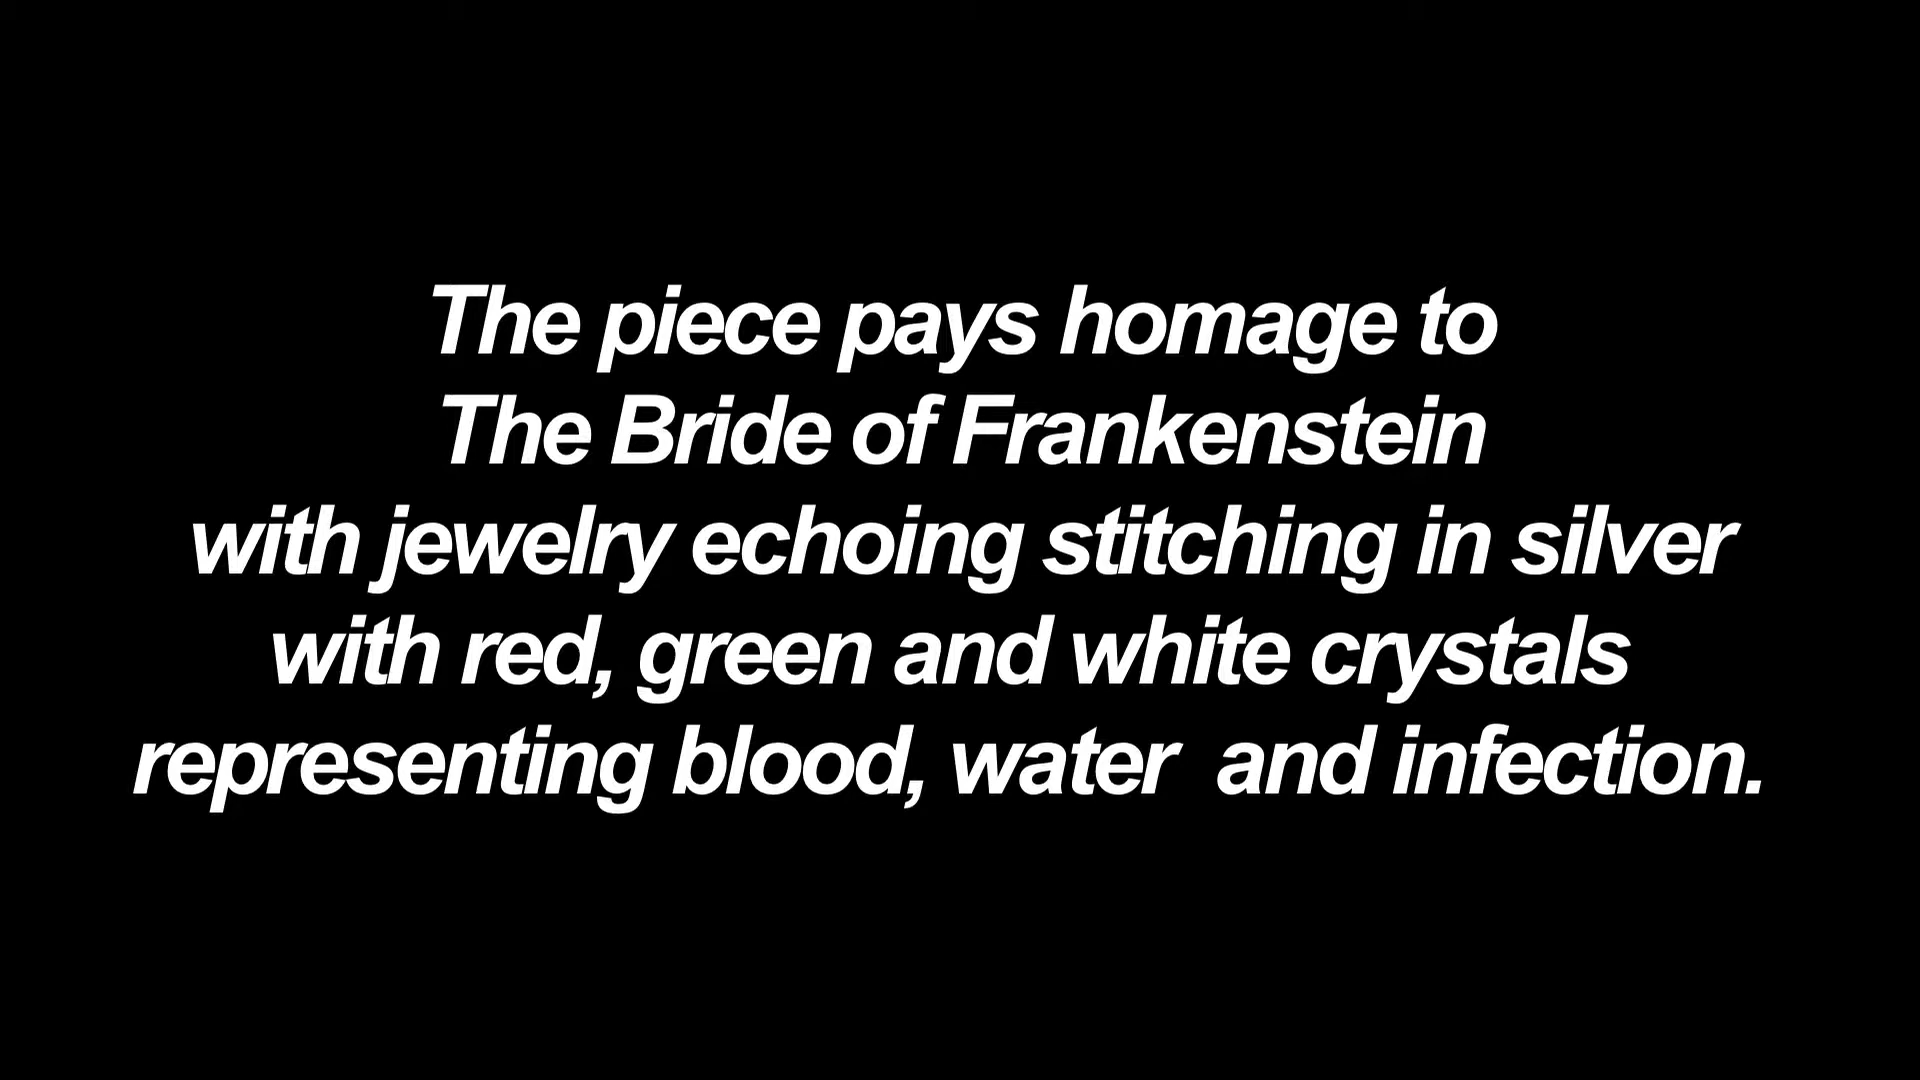 The piece pays homage to
The Bride of Frankenstein
with jewelry echoing stitching in silver
with red, green and white crystals
representing blood, water  and infection.